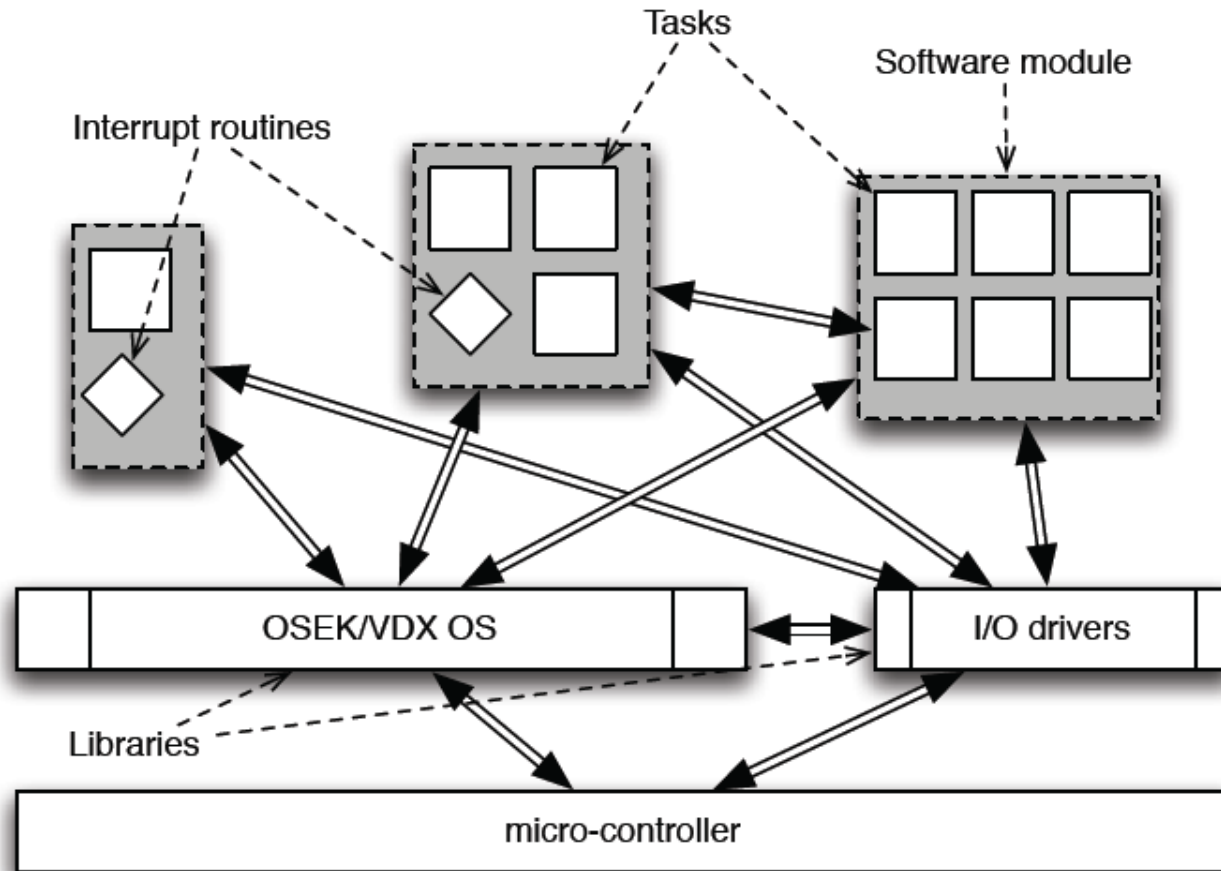 Tasks
Software module
Interrupt routines
OSEK/VDX OS
I/O drivers
Libraries
micro-controller